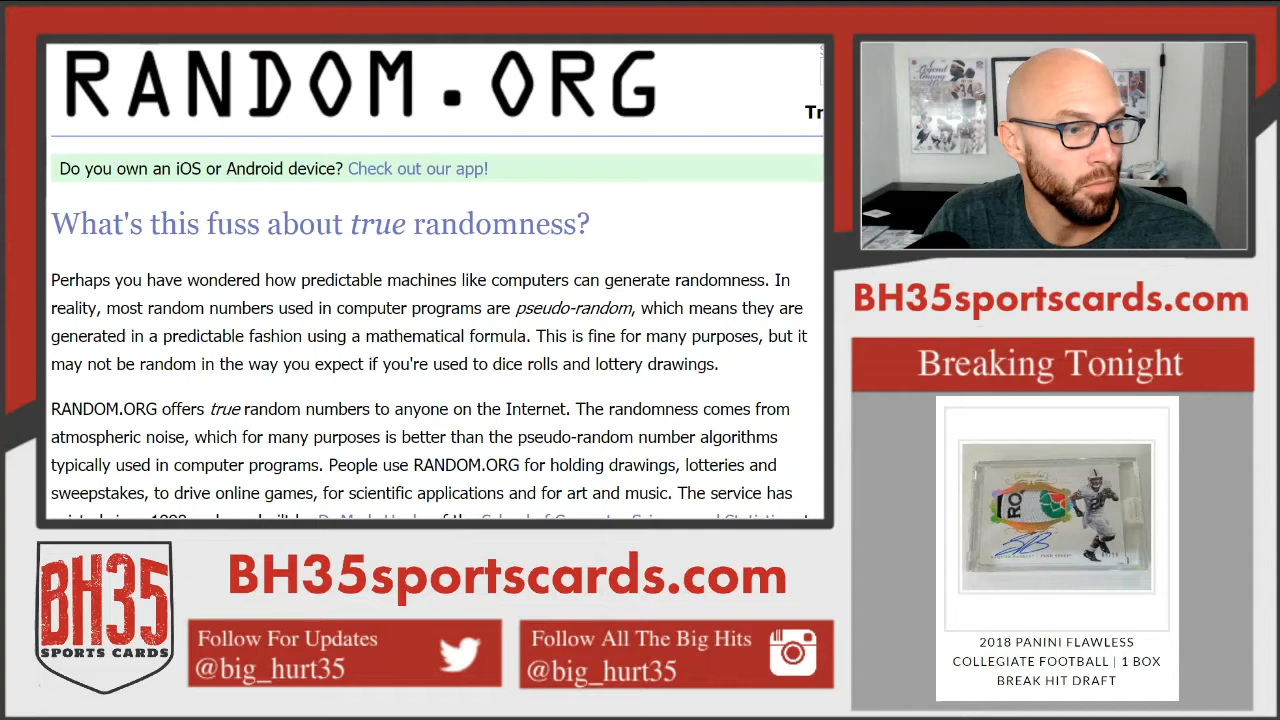 RANDOM.ORG
Tr
Do you own an iOS or Android device? Check out our app!
What's this fuss about true randomness?
Perhaps you have wondered how predictable machines like computers can generate randomness. In
reality, most random numbers used in computer programs are pseudo-random, which means they are
generated in a predictable fashion using a mathematical formula. This is fine for many purposes, but it
may not be random in the way you expect if you're used to dice rolls and lottery drawings.
RANDOM.ORG offers true random numbers to anyone on the Internet. The randomness comes from
atmospheric noise, which for many purposes is better than the pseudo-random number algorithms
typically used in computer programs. People use RANDOM.ORG for holding drawings, lotteries and
sweepstakes, to drive online games, for scientific applications and for art and music. The service has
A Legend
Among
34
BH35sportscards.com
Breaking Tonight
RO
2018 PANINI FLAWLESS
COLLEGIATE FOOTBALL | 1 BOX
BREAK HIT DRAFT
BH35
SPORTS CARDS
BH35sportscards.com
Follow For Updates
@big_hurt35
Follow All The Big Hits
@big_hurt35